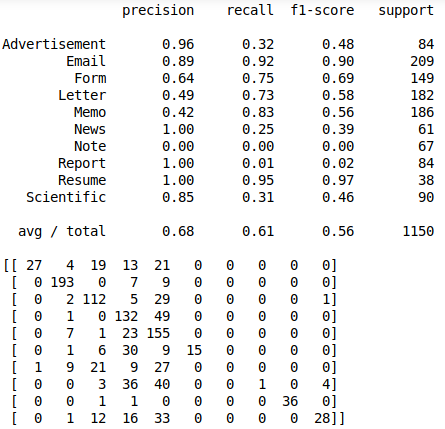 precision recall f1-score support
Advertisement 0.96 0.32 0.48 84
Email 0.89 0.92 0.90 209
Form 0.64 0.75 0.69 149
Letter 0.49 0.73 0.58 182
Memo 0.42 0.83 0.56 186
News 1.00 0.25 0.39 61
Note 0.00 0.00 0.00 67
Report 1.00 0.01 0.02 84
Resume 1.00 0.95 0.97 38
Scientific 0.85 0.31 0.46 90
avg / total 0.68 0.61 0.56 1150
[[ 27 4 19 13 21 0 0 0 0 0]
[ 0 193 0 7 9 0 0 0 0 0]
[ 0 2 112 5 29 0 0 0 0 1]
[ 0 1 0 132 49 0 0 0 0 0]
[ 0 7 1 23 155 0 0 0 0 0]
[ 0 1 6 30 9 15 0 0 0 0]
[ 1 9 21 9 27 0 0 0 0 0]
[ 0 0 3 36 40 0 0 1 0 4]
[ 0 0 1 1 0 0 0 0 36 0]
[ 0 1 12 16 33 0 0 0 0 28]]